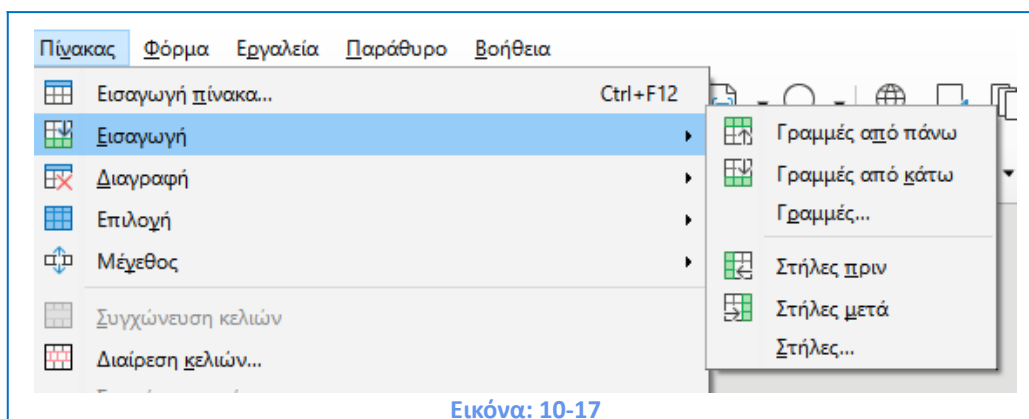 Πίνακας Φόρμα Εργαλεία Παράθυρο Βοήθεια
Εισαγωγή πίνακα... Ctrl+F12
Εισαγωγή
Διαγραφή
Επιλογή
Μέγεθος
Συγχώνευση κελιών
Διαίρεση κελιών...
Γραμμές από πάνω
Γραμμές από κάτω
Γραμμές...
Στήλες πριν
Στήλες μετά
Στήλες...
Εικόνα: 10-17